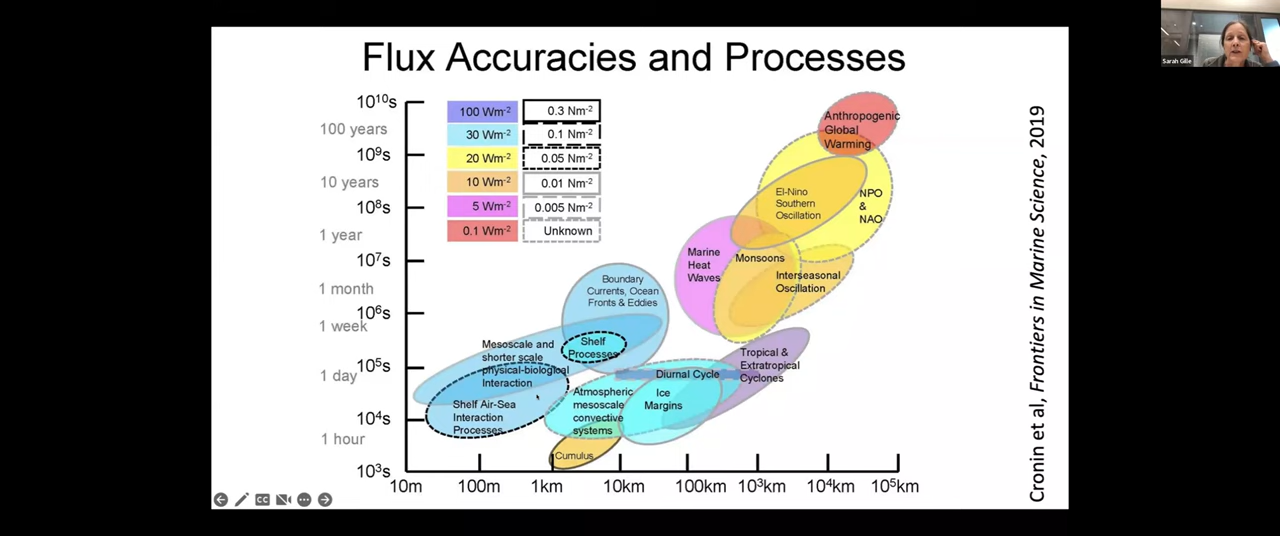 Flux Accuracies and Processes
Sarah Gille
10¹⁰s
100 years
10⁹s
10 years
10⁸s
1 year
10⁷s
1 month
10⁶s
1 week
10⁵s
1 day
10⁴s
1 hour
10³s
100 Wm⁻²
0.3 Nm⁻²
30 Wm⁻²
0.1 Nm⁻²
20 Wm⁻²
0.05 Nm⁻²
10 Wm⁻²
0.01 Nm⁻²
5 Wm⁻²
0.005 Nm⁻²
0.1 Wm⁻²
Unknown
Anthropogenic
Global
Warming
El-Nino
Southern
Oscillation
NPO
&
NAO
Marine
Heat
Waves
Monsoons
Interseasonal
Oscillation
Boundary
Currents, Ocean
Fronts & Eddies
Mesoscale and
shorter scale
physical-biological
Interaction
Shelf
Processes
Tropical &
Extratropical
Cyclones
Diurnal Cycle
Shelf Air-Sea
Interaction
Processes
Atmospheric
mesoscale
convective
systems
Ice
Margins
Cumulus
10m
100m
1km
10km
100km
10³km
10⁴km
10⁵km
Cronin et al, Frontiers in Marine Science, 2019
CC